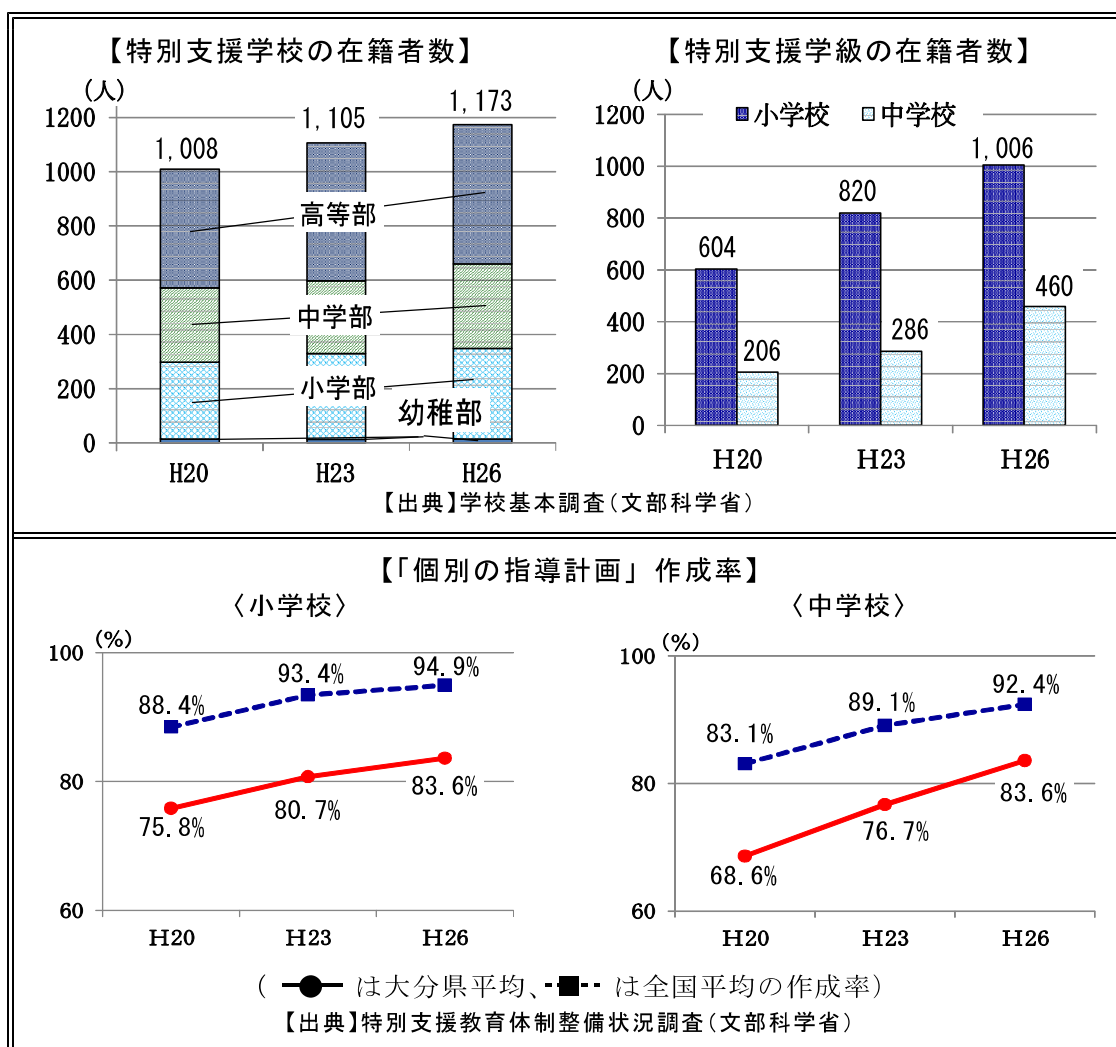 【特別支援学校の在籍者数】
(人)
1200
1000
800
600
400
200
0
1,008
1,105
1,173
高等部
中学部
小学部
幼稚部
H20
H23
H26
【特別支援学級の在籍者数】
(人)
1200
1000
800
600
400
200
0
小学校
中学校
604
206
820
286
1,006
460
H20
H23
H26
【出典】学校基本調査(文部科学省)
【「個別の指導計画」作成率】
〈小学校〉
(%)
100
80
60
88.4%
93.4%
94.9%
75.8%
80.7%
83.6%
H20
H23
H26
〈中学校〉
(%)
100
80
60
83.1%
89.1%
92.4%
68.6%
76.7%
83.6%
H20
H23
H26
( は大分県平均、 は全国平均の作成率)
【出典】特別支援教育体制整備状況調査(文部科学省)